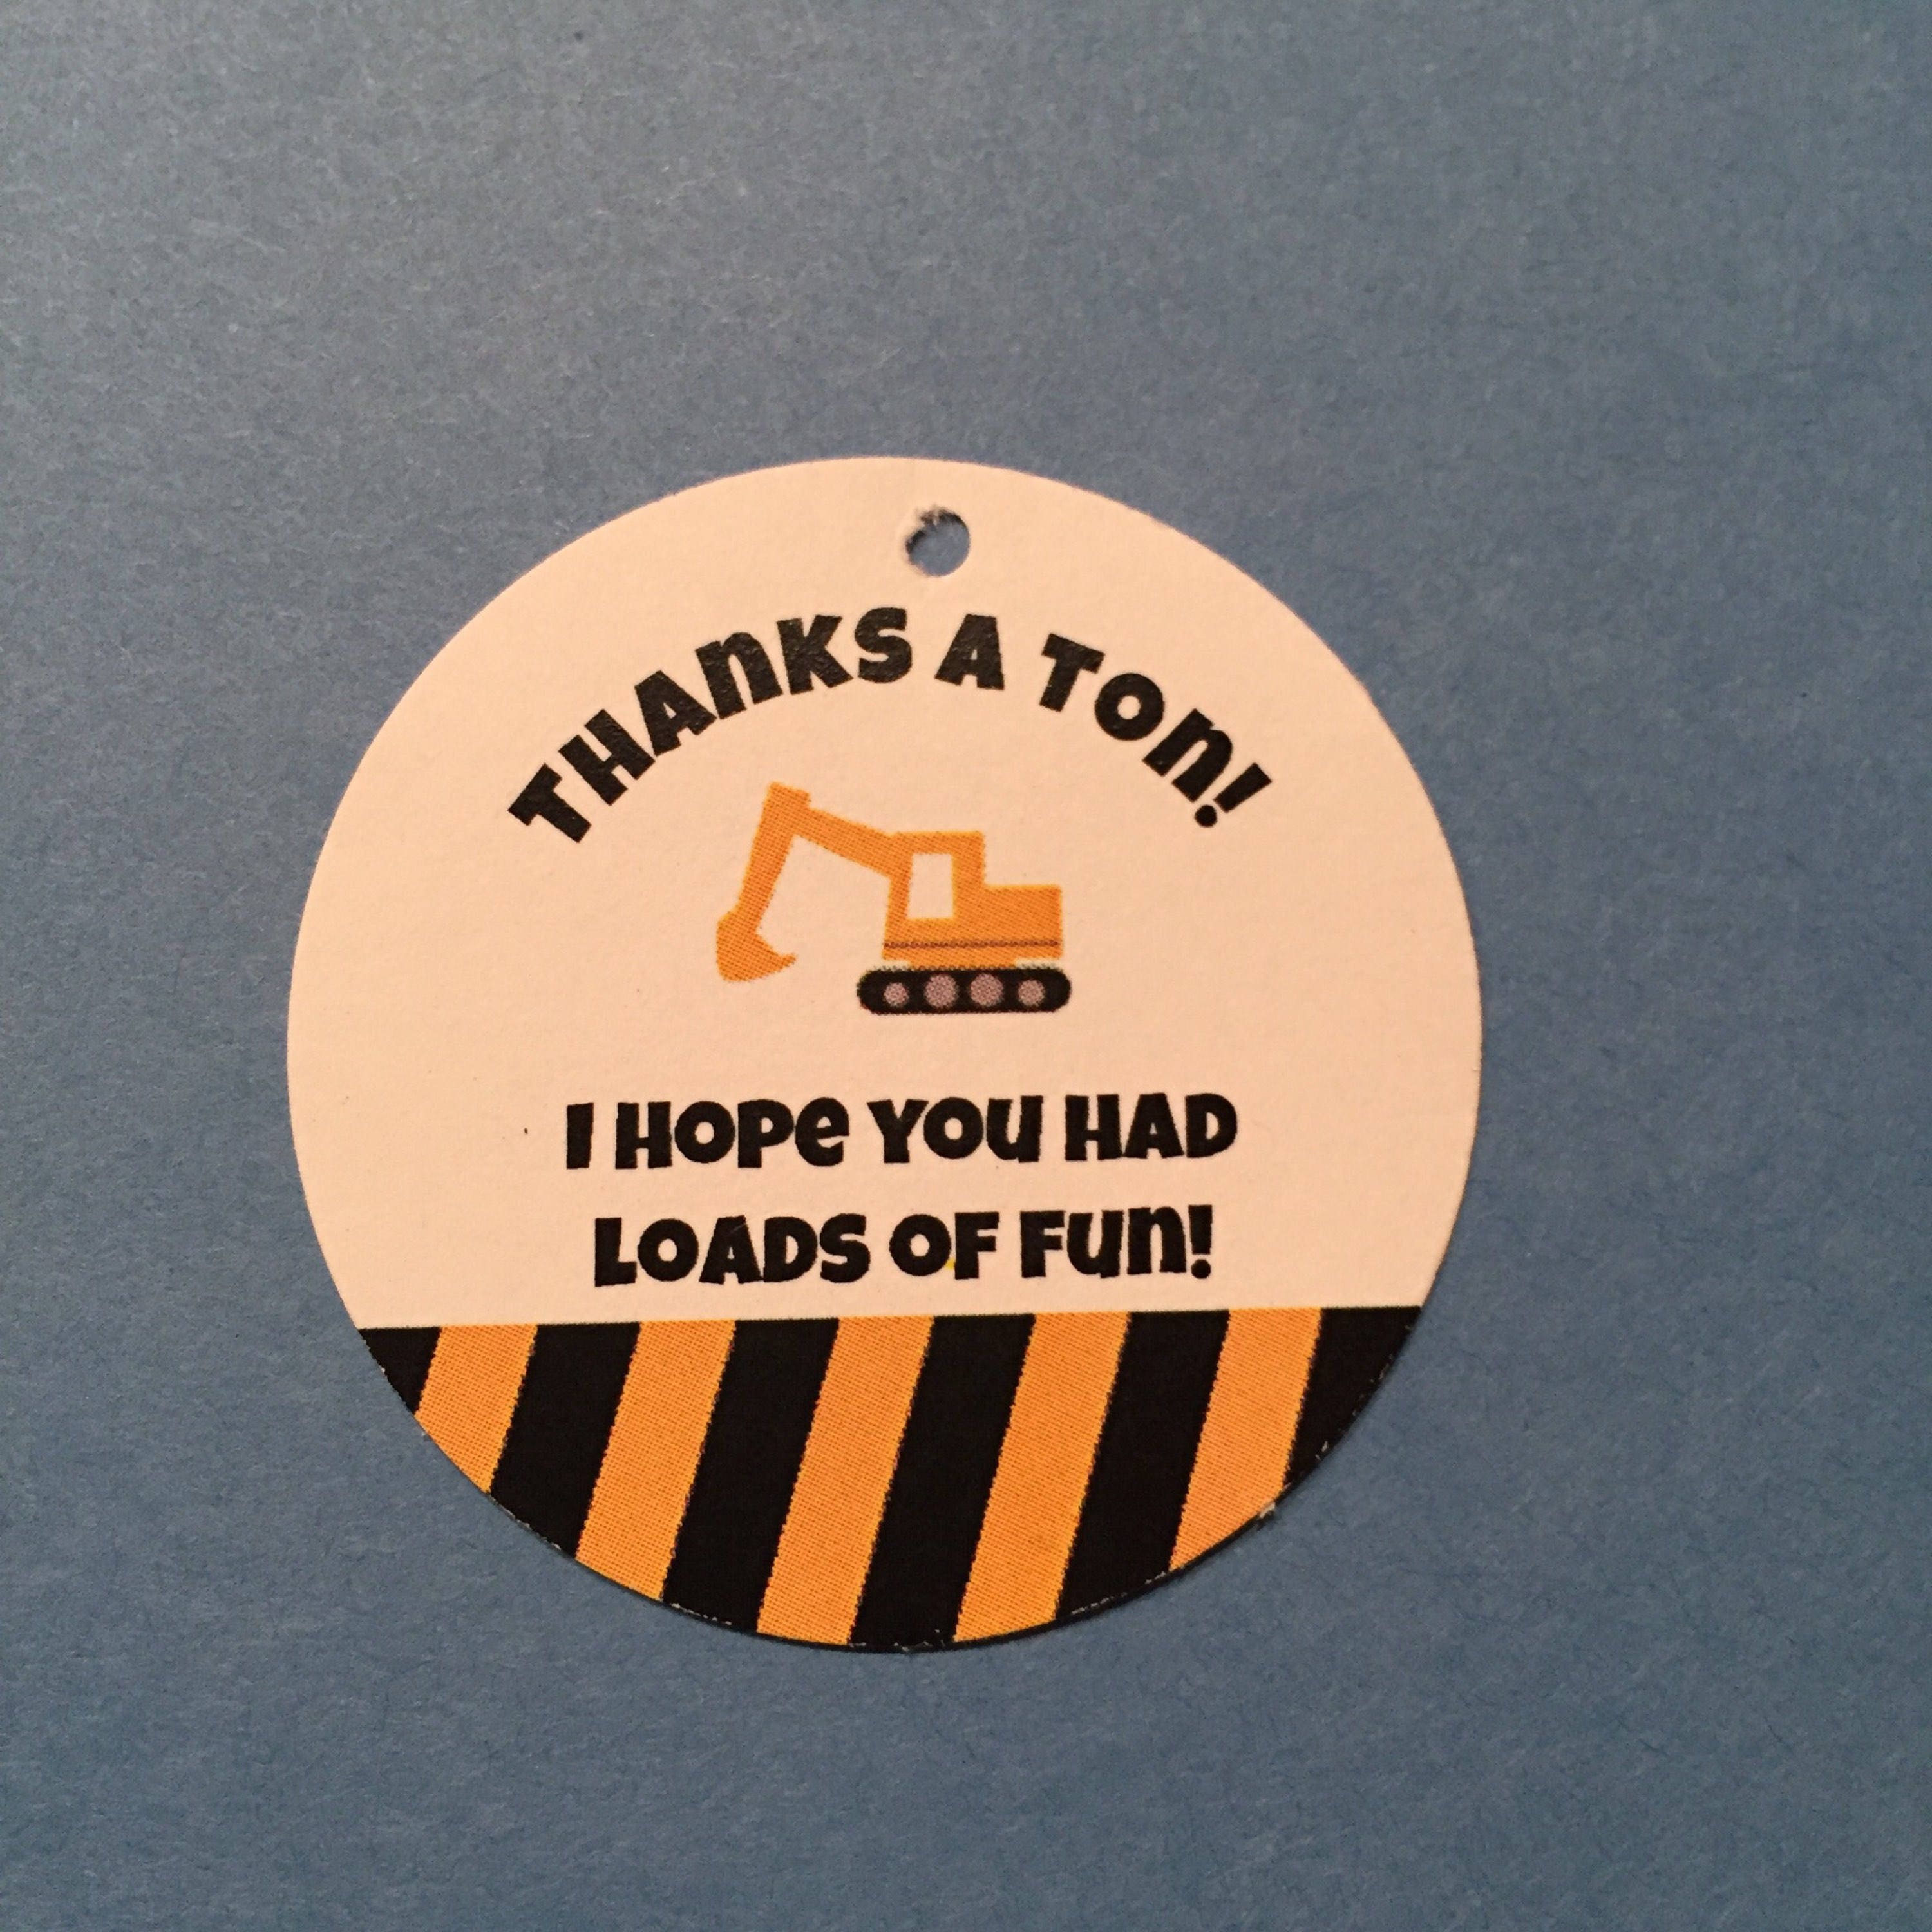 THANKS A TON!
I HOPE YOU HAD
LOADS OF FUN!